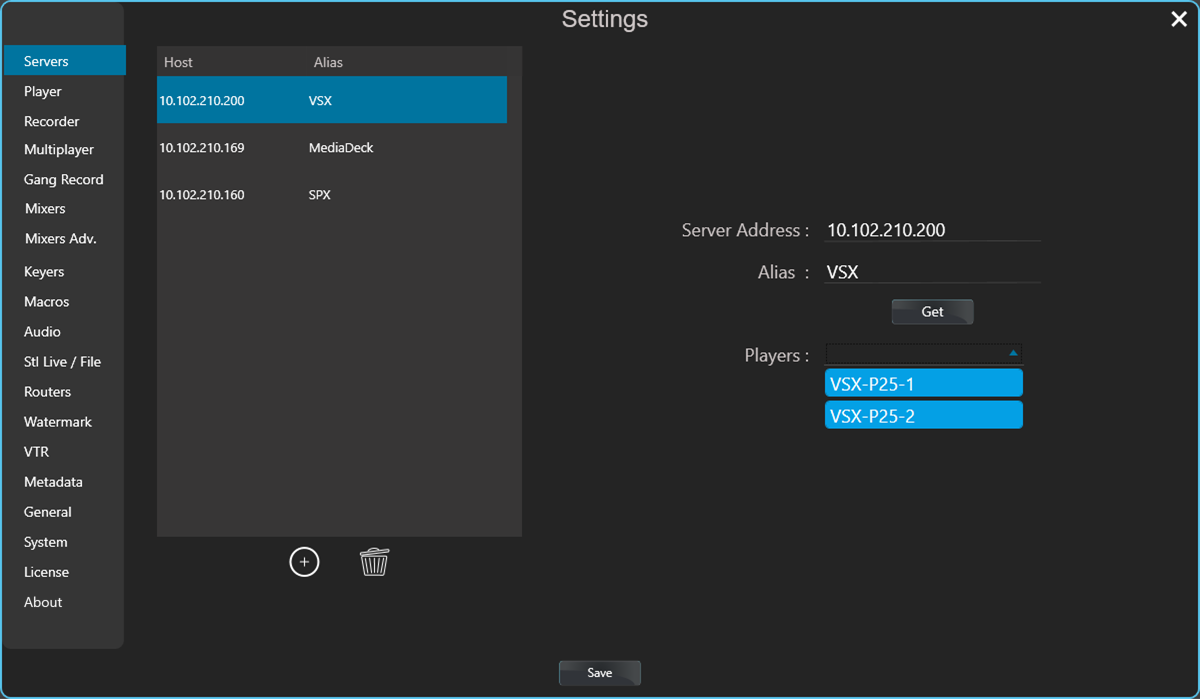 Settings
Servers
Player
Recorder
Multiplayer
Gang Record
Mixers
Mixers Adv.
Keyers
Macros
Audio
Stl Live / File
Routers
Watermark
VTR
Metadata
General
System
License
About
Host Alias
10.102.210.200 VSX
10.102.210.169 MediaDeck
10.102.210.160 SPX
Server Address : 10.102.210.200
Alias : VSX
Get
Players :
VSX-P25-1
VSX-P25-2
Save